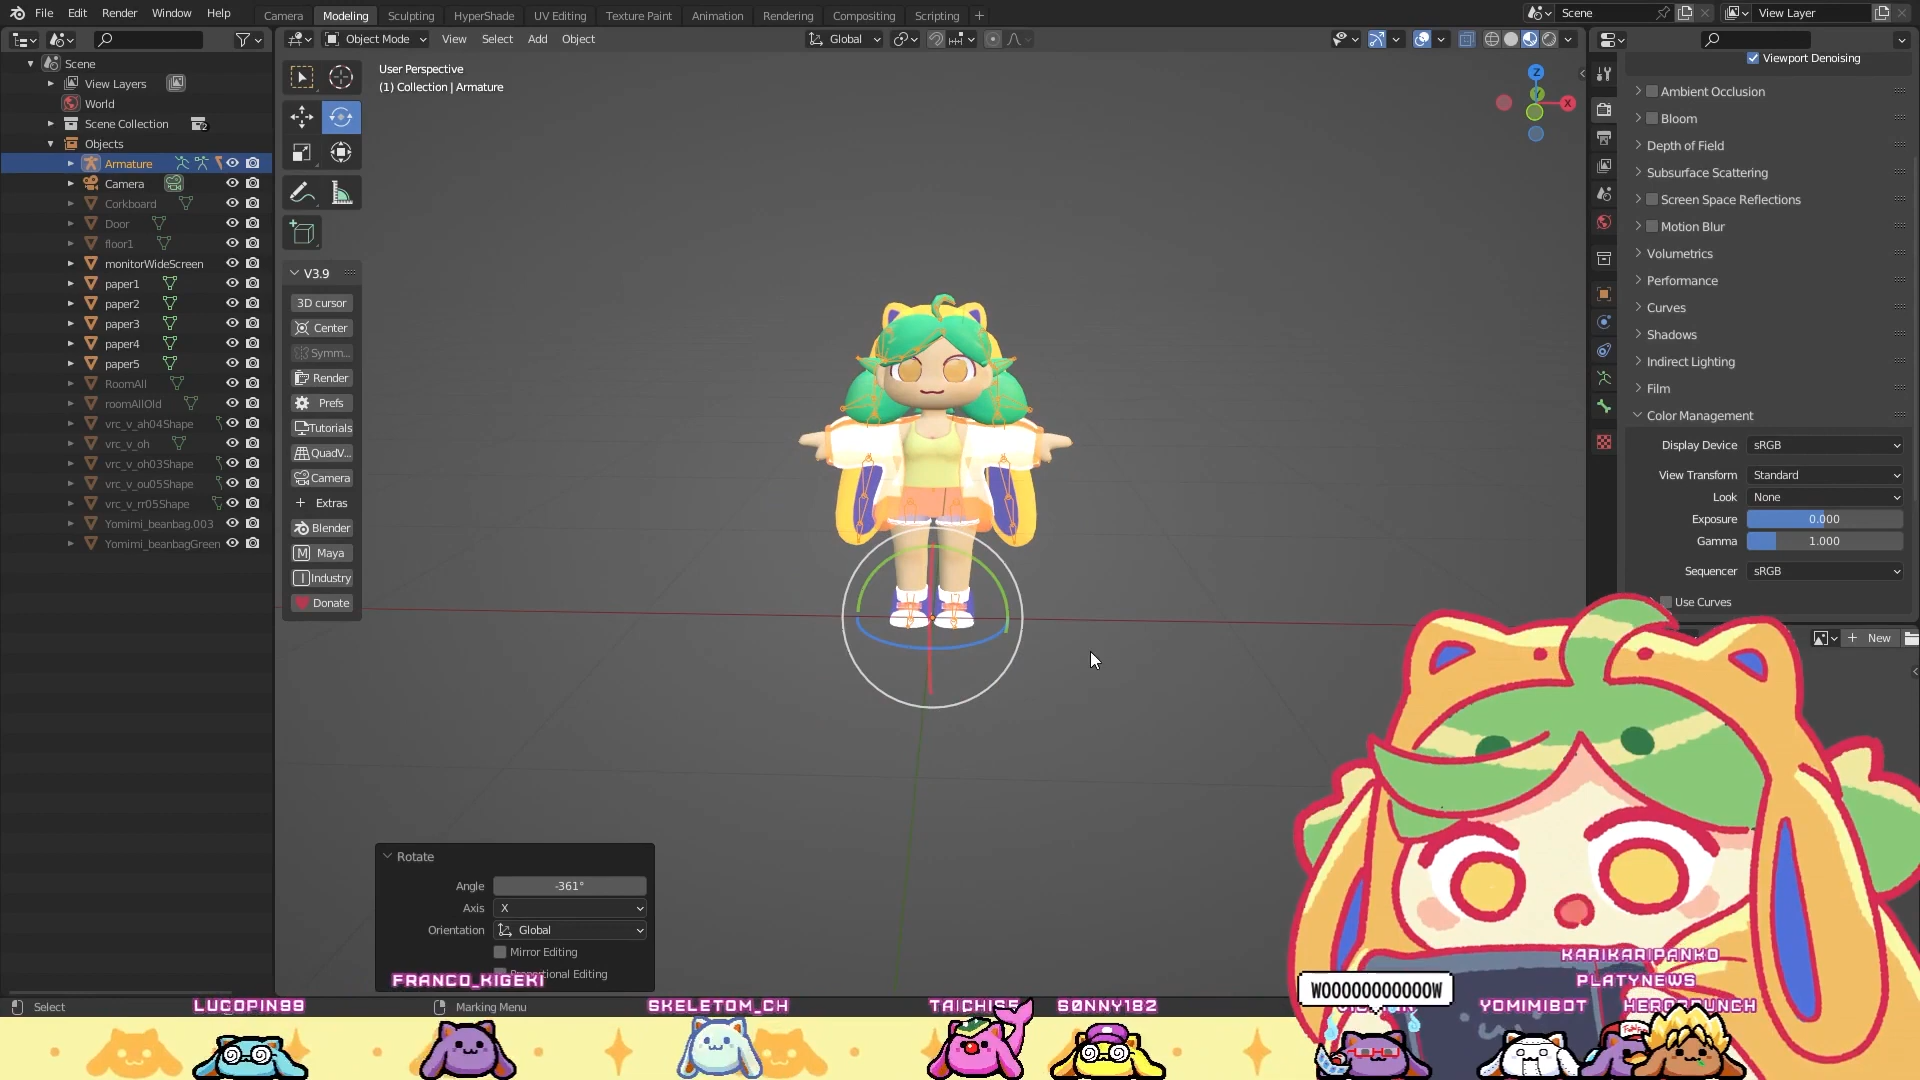 File Edit Render Window Help
Camera Modeling Sculpting HyperShade UV Editing Texture Paint Animation Rendering Compositing Scripting +
Scene
View Layer
Object Mode View Select Add Object
Global
Scene
View Layers
World
Scene Collection
2
Objects
Armature
Camera
Corkboard
Door
floor1
monitorWideScreen
paper1
paper2
paper3
paper4
paper5
RoomAll
roomAllOld
vrc_v_ah04Shape
vrc_v_oh
vrc_v_oh03Shape
vrc_v_ou05Shape
vrc_v_rr05Shape
Yomimi_beanbag.003
Yomimi_beanbagGreen
User Perspective
(1) Collection | Armature
Z
X
V3.9
3D cursor
Center
Symm...
Render
Prefs
Tutorials
QuadV...
Camera
+ Extras
Blender
M Maya
I Industry
Donate
Viewport Denoising
Ambient Occlusion
Bloom
Depth of Field
Subsurface Scattering
Screen Space Reflections
Motion Blur
Volumetrics
Performance
Curves
Shadows
Indirect Lighting
Film
Color Management
Display Device sRGB
View Transform Standard
Look None
Exposure 0.000
Gamma 1.000
Sequencer sRGB
Use Curves
+ New
Rotate
Angle -361°
Axis X
Orientation Global
Mirror Editing
Select
Marking Menu
FRANCO_KIGEKI
LUCOPIN99
SKELETOM_CH
S0NNY182
WOOOOOOOOOOOW
KARIKARIPANKO
PLATYNEWS
YOMIMIBOT